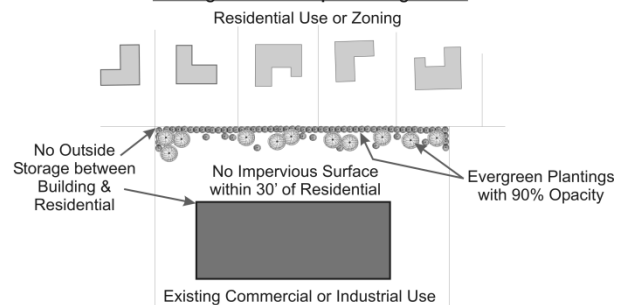 Residential Use or Zoning
No Outside
Storage between
Building &
Residential
No Impervious Surface
within 30' of Residential
Evergreen Plantings
with 90% Opacity
Existing Commercial or Industrial Use